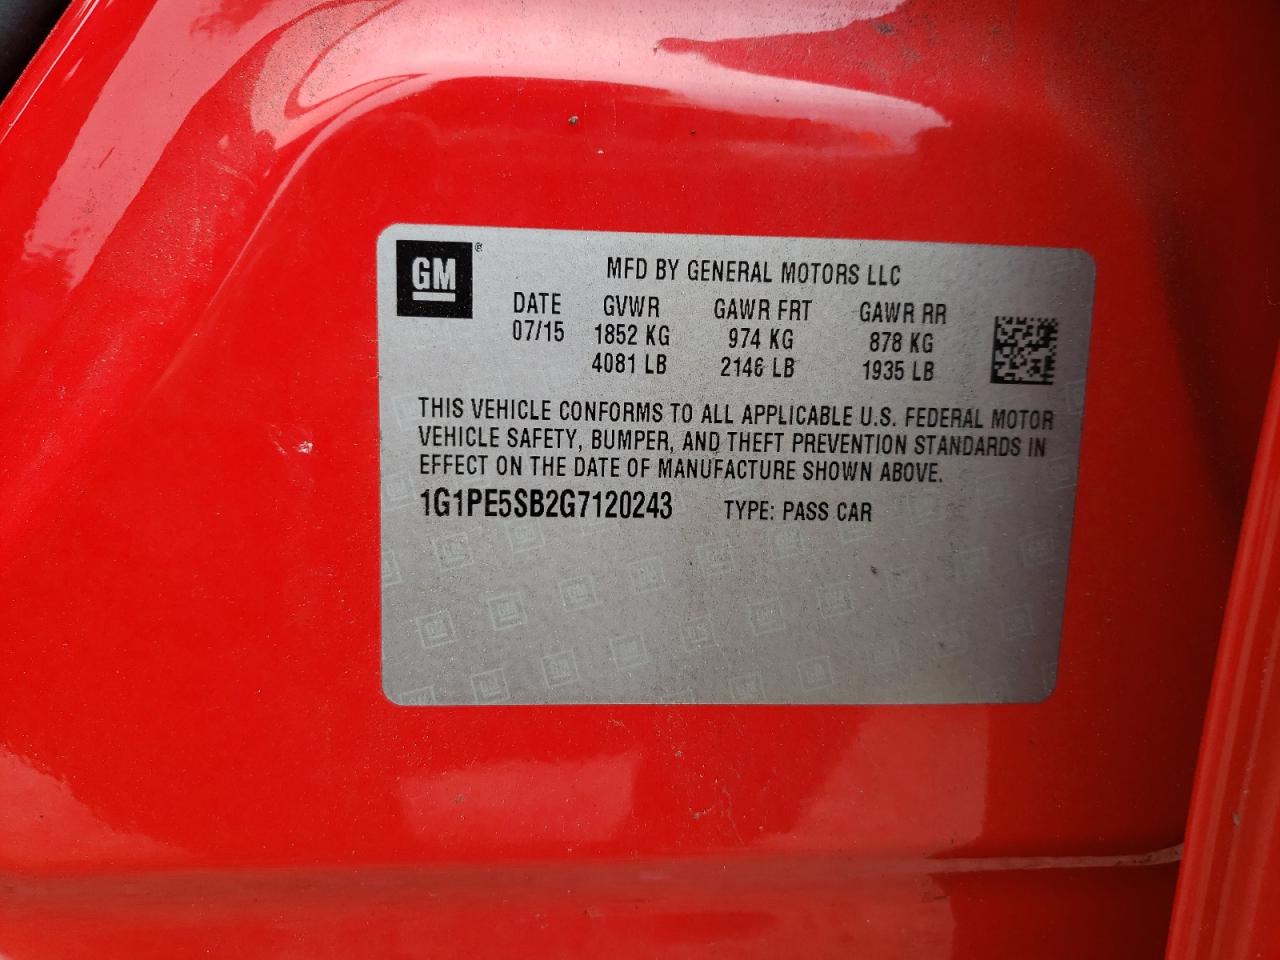 GM ®
MFD BY GENERAL MOTORS LLC
DATE GVWR GAWR FRT GAWR RR
07/15 1852 KG 974 KG 878 KG
4081 LB 2146 LB 1935 LB
THIS VEHICLE CONFORMS TO ALL APPLICABLE U.S. FEDERAL MOTOR
VEHICLE SAFETY, BUMPER, AND THEFT PREVENTION STANDARDS IN
EFFECT ON THE DATE OF MANUFACTURE SHOWN ABOVE.
1G1PE5SB2G7120243 TYPE: PASS CAR